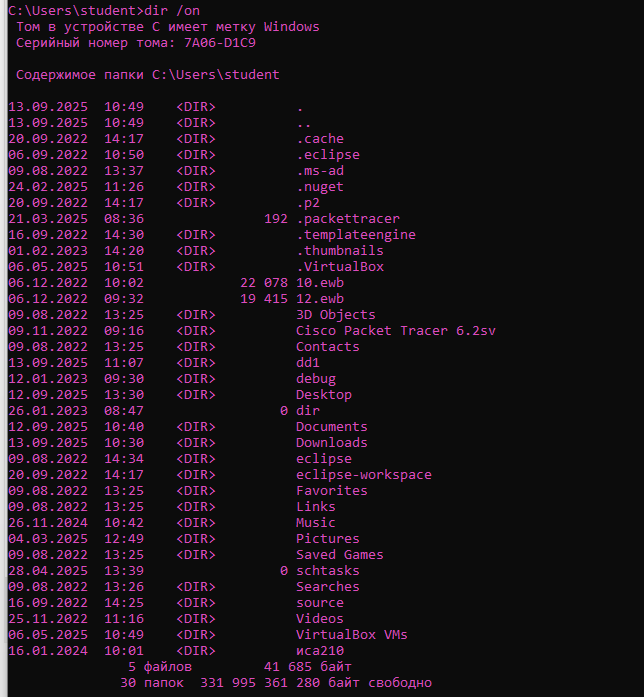 C:\Users\student>dir /on
Том в устройстве C имеет метку Windows
Серийный номер тома: 7A06-D1C9
Содержимое папки C:\Users\student
13.09.2025  10:49    <DIR>          .
13.09.2025  10:49    <DIR>          ..
20.09.2022  14:17    <DIR>          .cache
06.09.2022  10:50    <DIR>          .eclipse
09.08.2022  13:37    <DIR>          .ms-ad
24.02.2025  11:26    <DIR>          .nuget
20.09.2022  14:17    <DIR>          .p2
21.03.2025  08:36               192 .packettracer
16.09.2022  14:30    <DIR>          .templateengine
01.02.2023  14:20    <DIR>          .thumbnails
06.05.2025  10:51    <DIR>          .VirtualBox
06.12.2022  10:02            22 078 10.ewb
06.12.2022  09:32            19 415 12.ewb
09.08.2022  13:25    <DIR>          3D Objects
09.11.2022  09:16    <DIR>          Cisco Packet Tracer 6.2sv
09.08.2022  13:25    <DIR>          Contacts
13.09.2025  11:07    <DIR>          dd1
12.01.2023  09:30    <DIR>          debug
12.09.2025  13:30    <DIR>          Desktop
26.01.2023  08:47                 0 dir
12.09.2025  10:40    <DIR>          Documents
13.09.2025  10:30    <DIR>          Downloads
09.08.2022  14:34    <DIR>          eclipse
20.09.2022  14:17    <DIR>          eclipse-workspace
09.08.2022  13:25    <DIR>          Favorites
09.08.2022  13:25    <DIR>          Links
26.11.2024  10:42    <DIR>          Music
04.03.2025  12:49    <DIR>          Pictures
09.08.2022  13:25    <DIR>          Saved Games
28.04.2025  13:39                 0 schtasks
09.08.2022  13:26    <DIR>          Searches
16.09.2022  14:25    <DIR>          source
25.11.2022  11:16    <DIR>          Videos
06.05.2025  10:49    <DIR>          VirtualBox VMs
16.01.2024  10:01    <DIR>          иса210
5 файлов         41 685 байт
30 папок  331 995 361 280 байт свободно